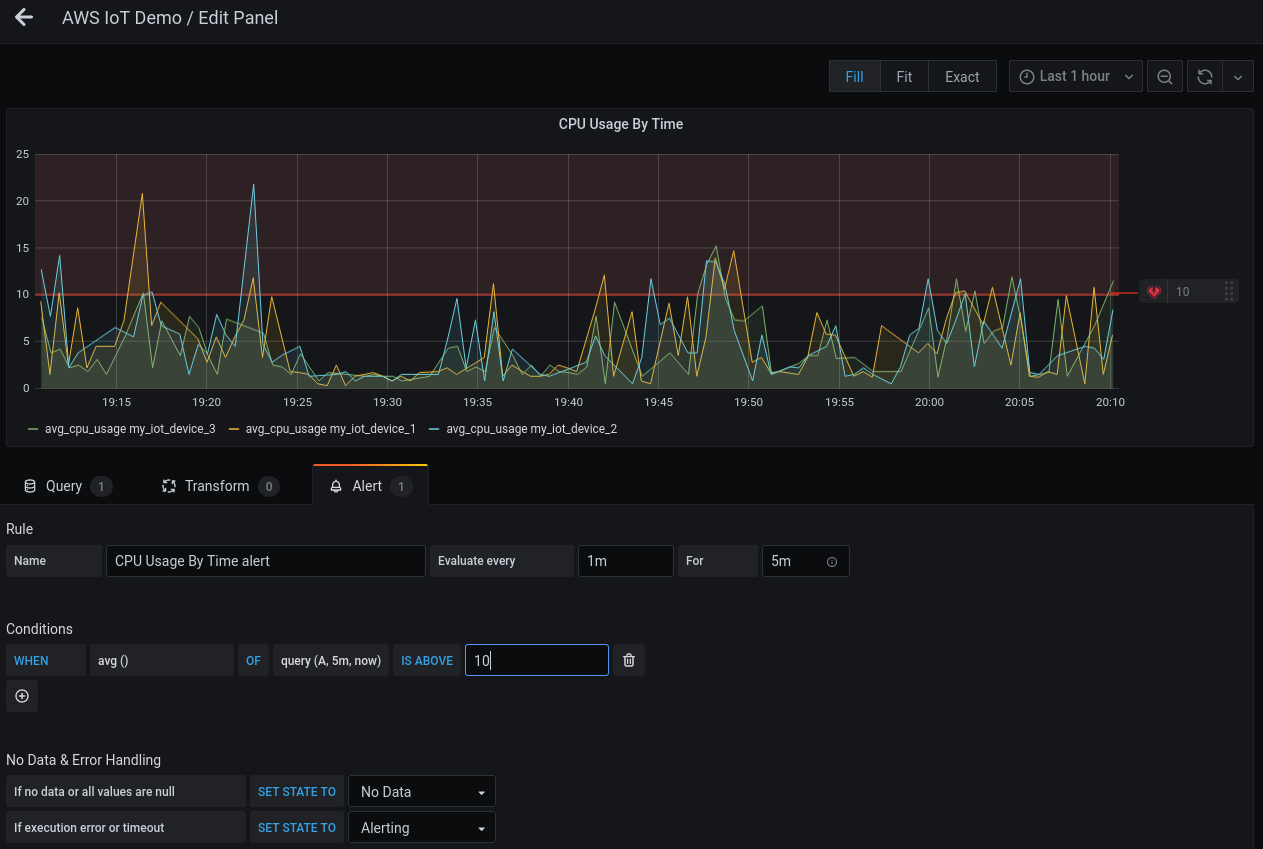 AWS IoT Demo / Edit Panel
Fill Fit Exact Last 1 hour
CPU Usage By Time
25
20
15
10
5
0
10
19:15 19:20 19:25 19:30 19:35 19:40 19:45 19:50 19:55 20:00 20:05 20:10
avg_cpu_usage my_iot_device_3 avg_cpu_usage my_iot_device_1 avg_cpu_usage my_iot_device_2
Query 1 Transform 0 Alert 1
Rule
Name CPU Usage By Time alert Evaluate every 1m For 5m
Conditions
WHEN avg () OF query (A, 5m, now) IS ABOVE 10
No Data & Error Handling
If no data or all values are null SET STATE TO No Data
If execution error or timeout SET STATE TO Alerting